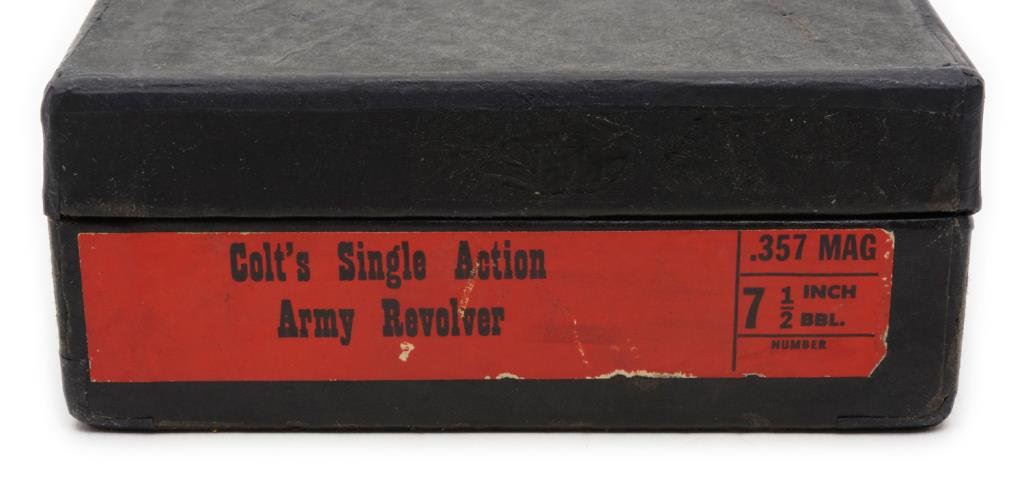 Colt's Single Action
Army Revolver
.357 MAG
7 1/2 INCH BBL.
NUMBER